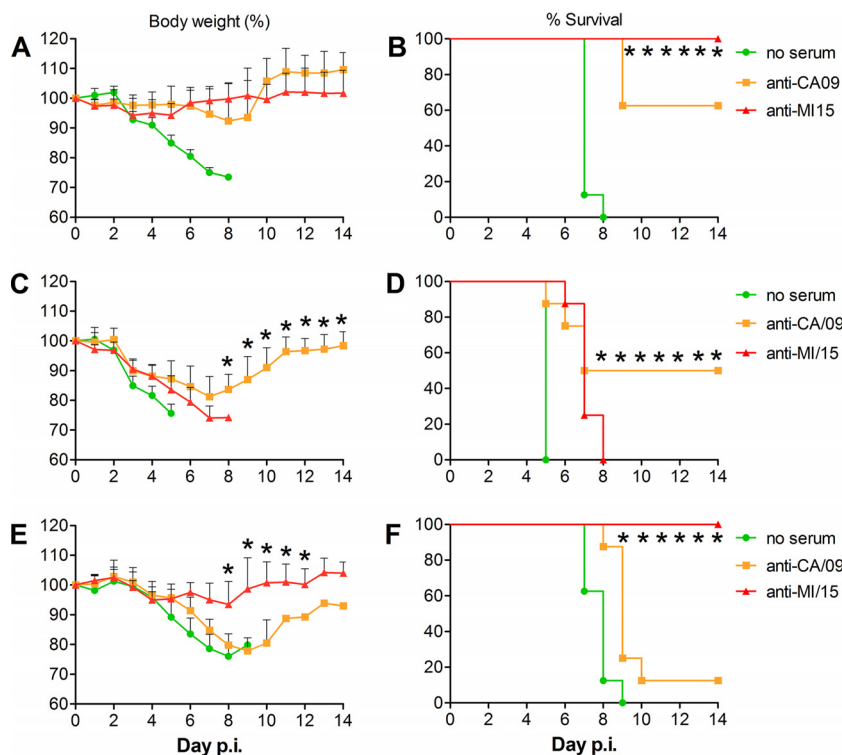 Body weight (%)
% Survival
A
120
110
100
90
80
70
60
0 2 4 6 8 10 12 14
B
100
80
60
40
20
0
0 2 4 6 8 10 12 14
* * * * * *
no serum
anti-CA09
anti-MI15
C
120
110
100
90
80
70
60
0 2 4 6 8 10 12 14
* * * * * * *
D
100
80
60
40
20
0
0 2 4 6 8 10 12 14
* * * * * * *
no serum
anti-CA/09
anti-MI/15
E
120
110
100
90
80
70
60
0 2 4 6 8 10 12 14
* * * * *
Day p.i.
F
100
80
60
40
20
0
0 2 4 6 8 10 12 14
* * * * * *
no serum
anti-CA/09
anti-MI/15
Day p.i.